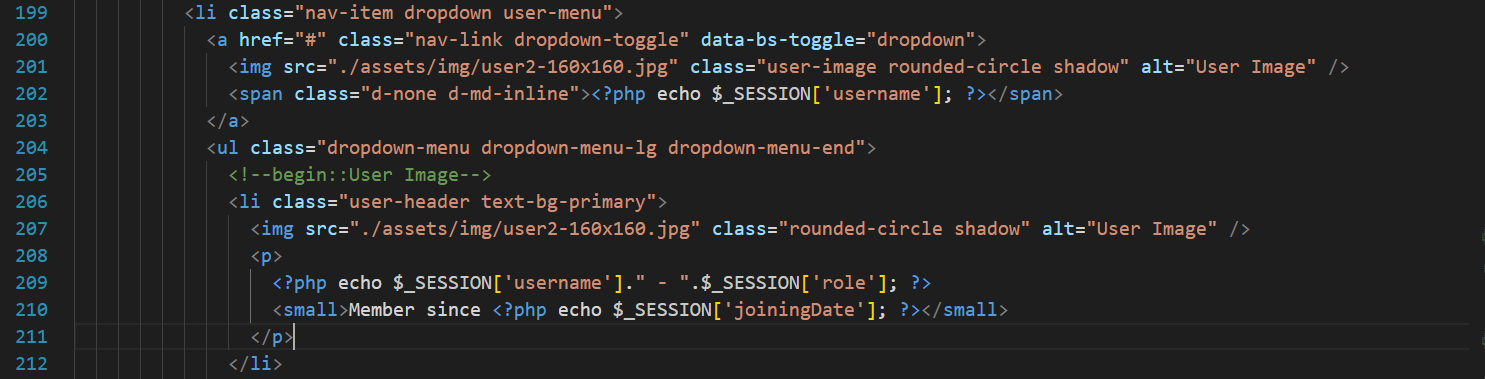 199 <li class="nav-item dropdown user-menu">
200 <a href="#" class="nav-link dropdown-toggle" data-bs-toggle="dropdown">
201 <img src="./assets/img/user2-160x160.jpg" class="user-image rounded-circle shadow" alt="User Image" />
202 <span class="d-none d-md-inline"><?php echo $_SESSION['username']; ?></span>
203 </a>
204 <ul class="dropdown-menu dropdown-menu-lg dropdown-menu-end">
205 <!--begin::User Image-->
206 <li class="user-header text-bg-primary">
207 <img src="./assets/img/user2-160x160.jpg" class="rounded-circle shadow" alt="User Image" />
208 <p>
209 <?php echo $_SESSION['username']." - ".$_SESSION['role']; ?>
210 <small>Member since <?php echo $_SESSION['joiningDate']; ?></small>
211 </p>
212 </li>